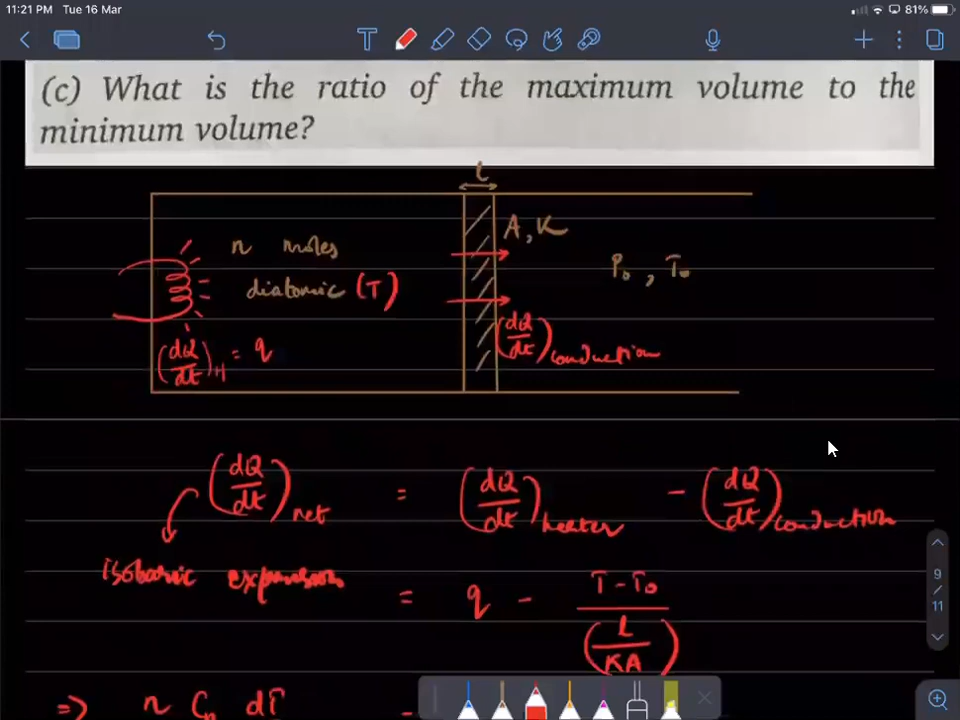 11:21 PM Tue 16 Mar 81%
(c) What is the ratio of the maximum volume to the
minimum volume?
L
n moles
A, K
diatomic (T)
P₀, T₀
(dQ/dt)H = q
(dQ/dt)conduction
(dQ/dt)net = (dQ/dt)heater - (dQ/dt)conduction
isobaric expansion
= q - (T - T₀)/(L/KA)
=> n Cp dT =
9
/
11